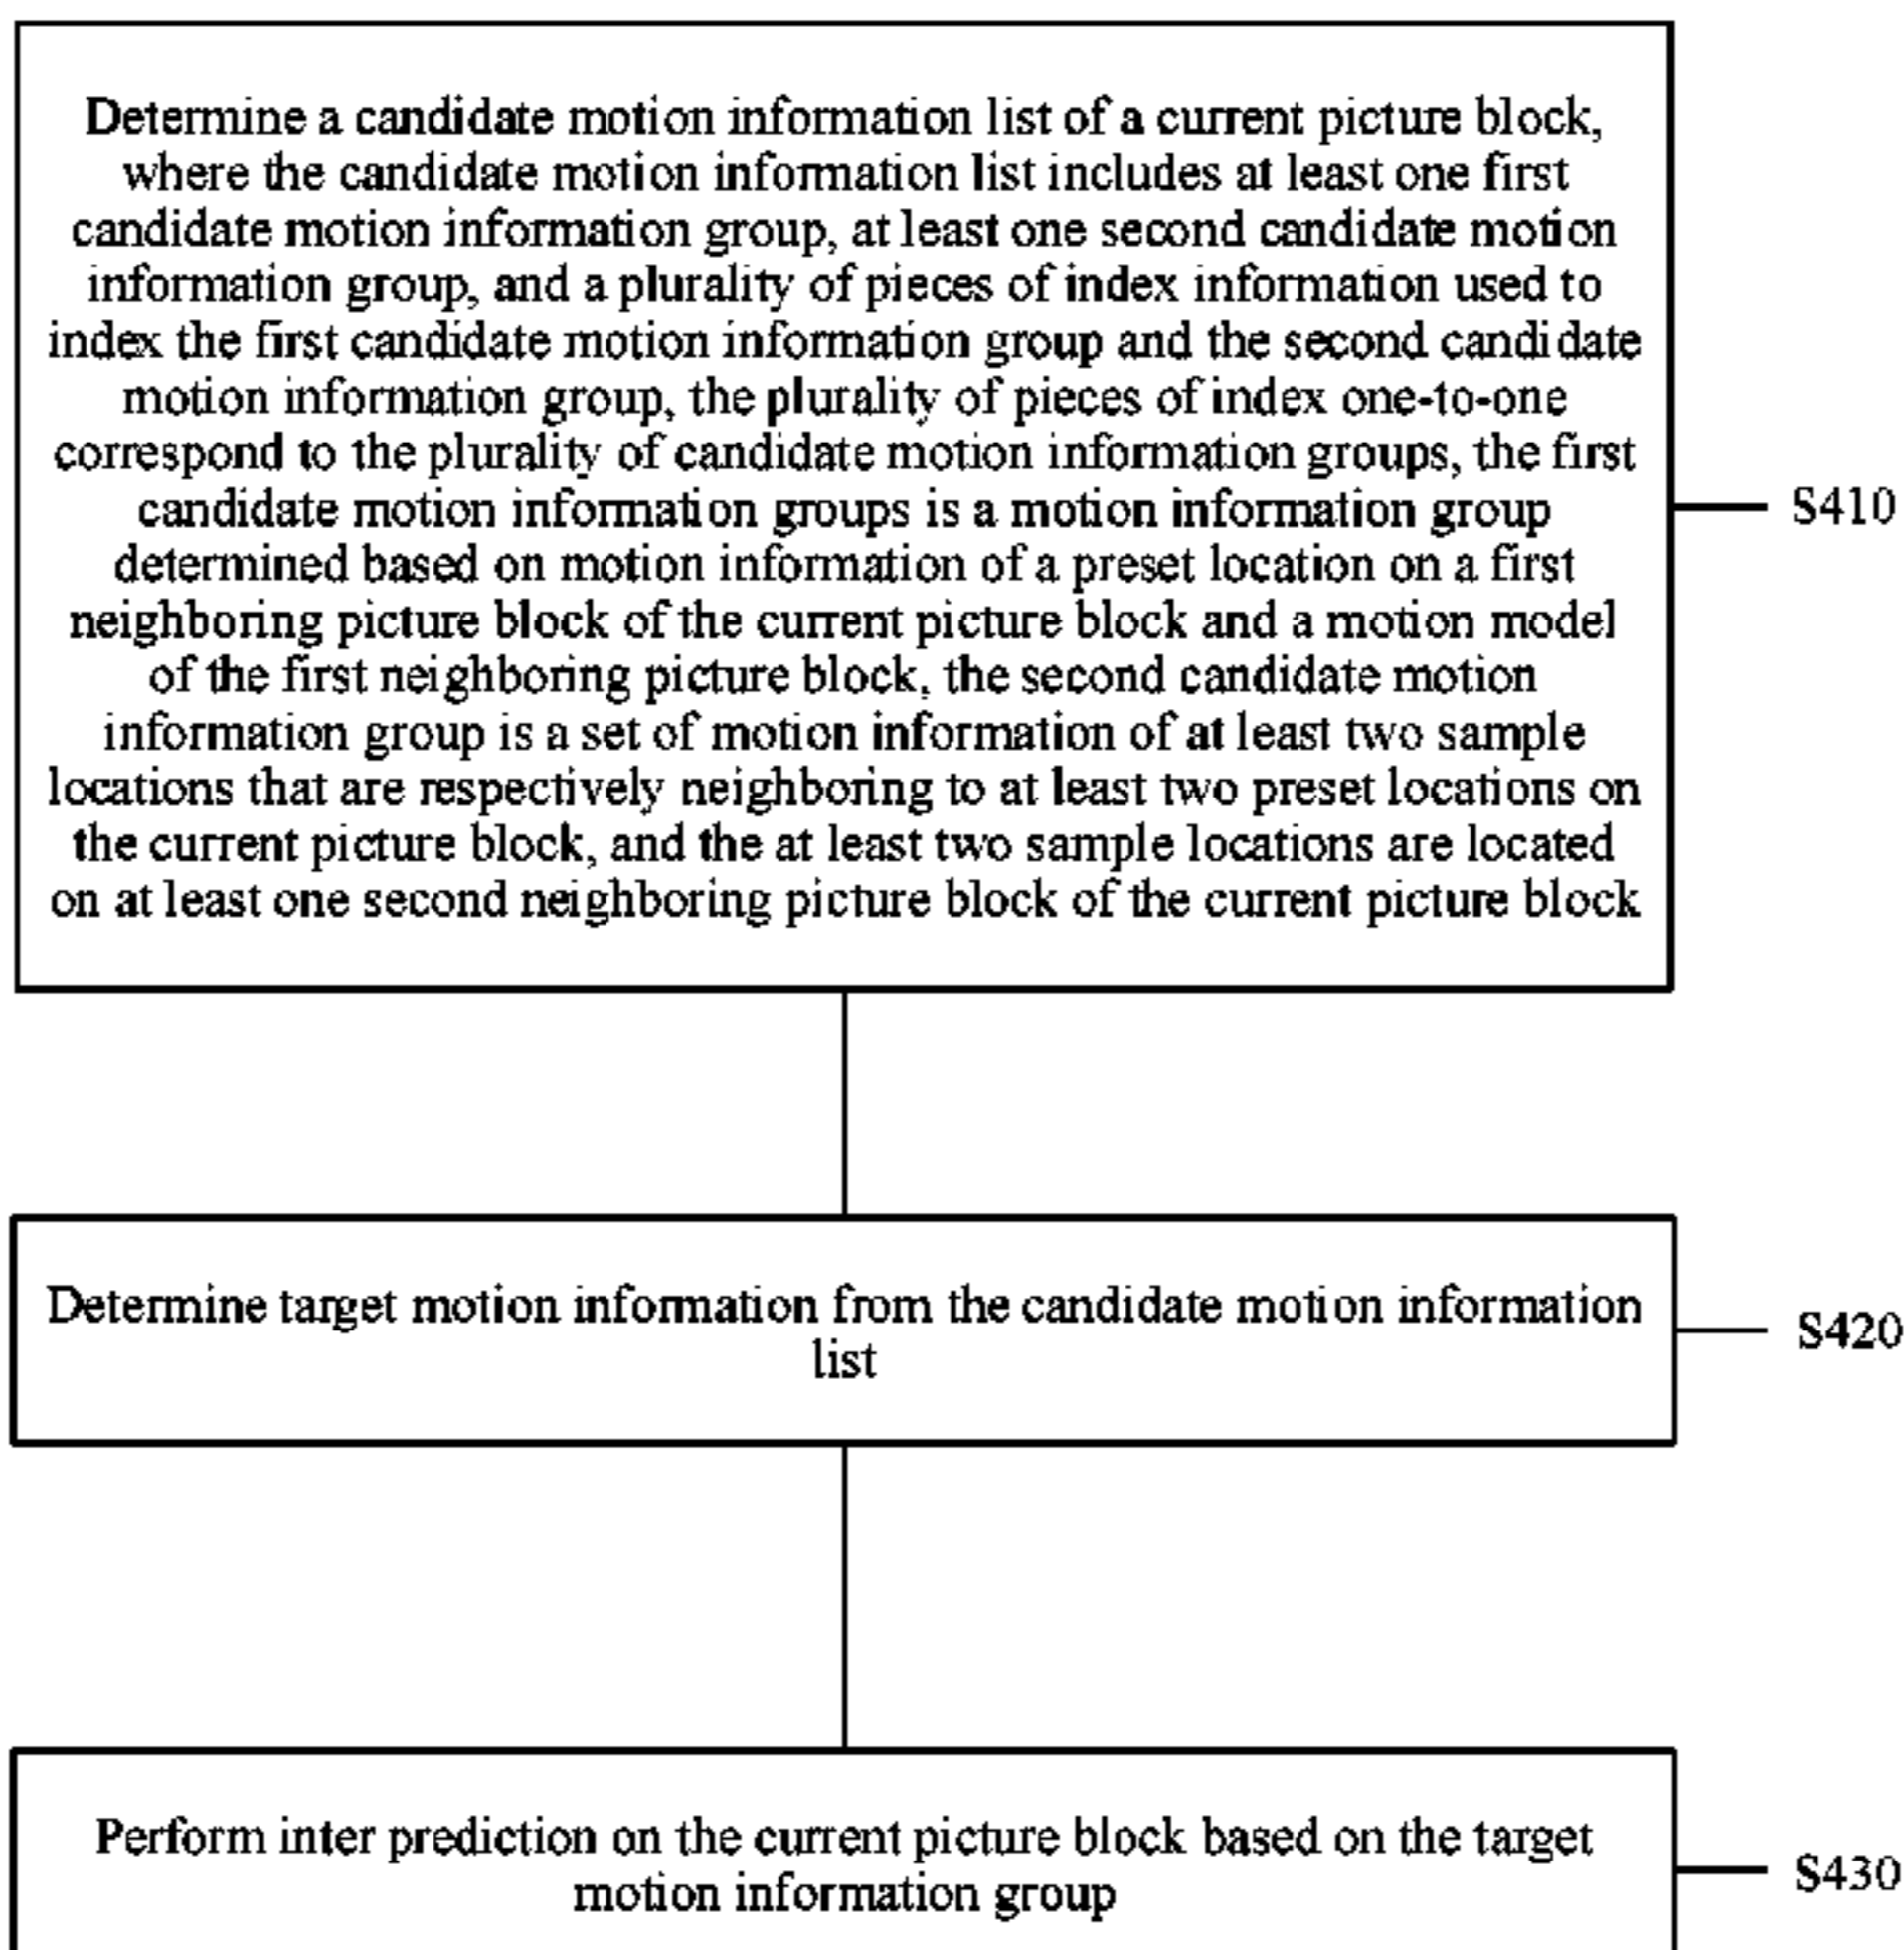 Determine a candidate motion information list of a current picture block,
where the candidate motion information list includes at least one first
candidate motion information group, at least one second candidate motion
information group, and a plurality of pieces of index information used to
index the first candidate motion information group and the second candidate
motion information group, the plurality of pieces of index one-to-one
correspond to the plurality of candidate motion information groups, the first
candidate motion information groups is a motion information group
determined based on motion information of a preset location on a first
neighboring picture block of the current picture block and a motion model
of the first neighboring picture block, the second candidate motion
information group is a set of motion information of at least two sample
locations that are respectively neighboring to at least two preset locations on
the current picture block, and the at least two sample locations are located
on at least one second neighboring picture block of the current picture block
S410
Determine target motion information from the candidate motion information
list
S420
Perform inter prediction on the current picture block based on the target
motion information group
S430